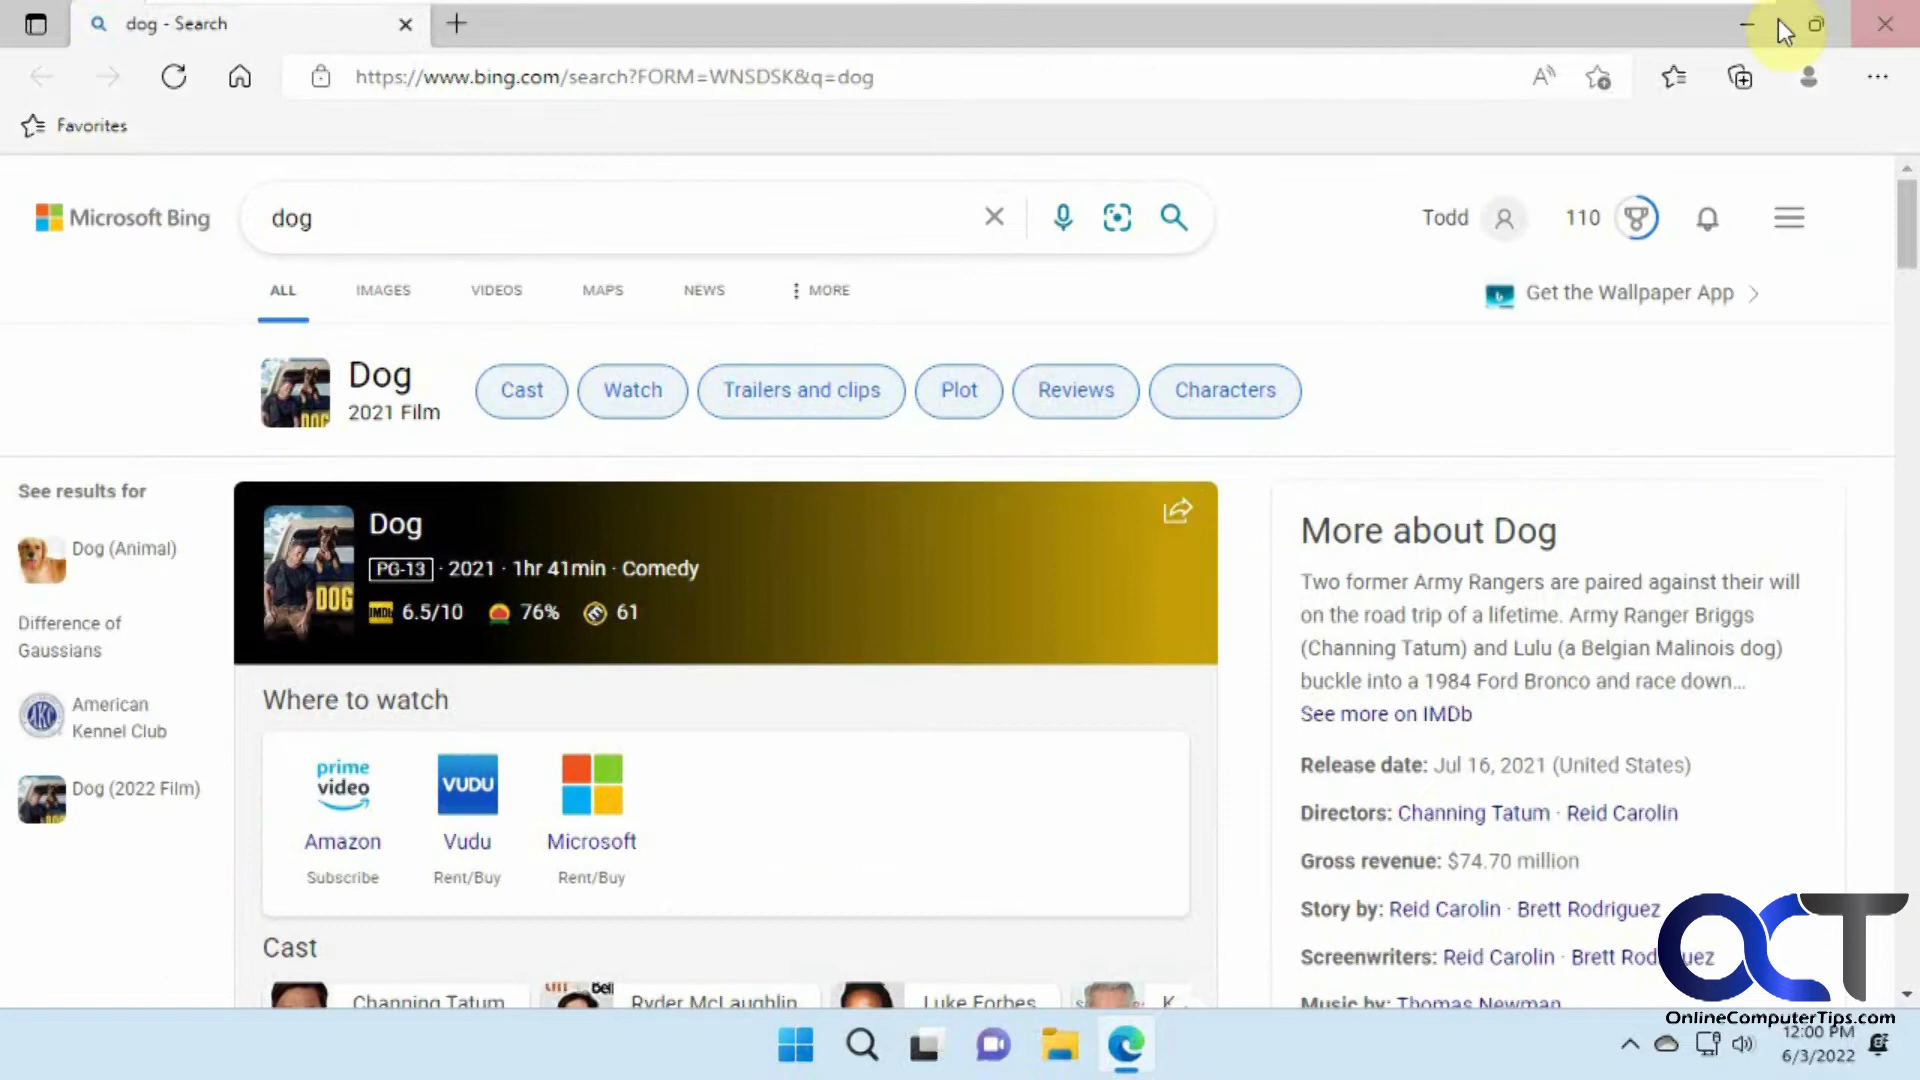 dog - Search
https://www.bing.com/search?FORM=WNSDSK&q=dog
Favorites
Microsoft Bing
dog
Todd
110
ALL
IMAGES
VIDEOS
MAPS
NEWS
MORE
Get the Wallpaper App
Dog
2021 Film
Cast
Watch
Trailers and clips
Plot
Reviews
Characters
See results for
Dog (Animal)
Difference of
Gaussians
American
Kennel Club
Dog (2022 Film)
DOG
Dog
PG-13 · 2021 · 1hr 41min · Comedy
IMDb 6.5/10 76% 61
Where to watch
prime
video
VUDU
Amazon
Vudu
Microsoft
Subscribe
Rent/Buy
Rent/Buy
Cast
Channing Tatum
Ryder McLaughlin
Luke Forbes
K
More about Dog
Two former Army Rangers are paired against their will
on the road trip of a lifetime. Army Ranger Briggs
(Channing Tatum) and Lulu (a Belgian Malinois dog)
buckle into a 1984 Ford Bronco and race down…
See more on IMDb
Release date: Jul 16, 2021 (United States)
Directors: Channing Tatum · Reid Carolin
Gross revenue: $74.70 million
Story by: Reid Carolin · Brett Rodriguez
Screenwriters: Reid Carolin · Brett
Music by: Thomas Newman
OCT
OnlineComputerTips.com
12:00 PM
6/3/2022